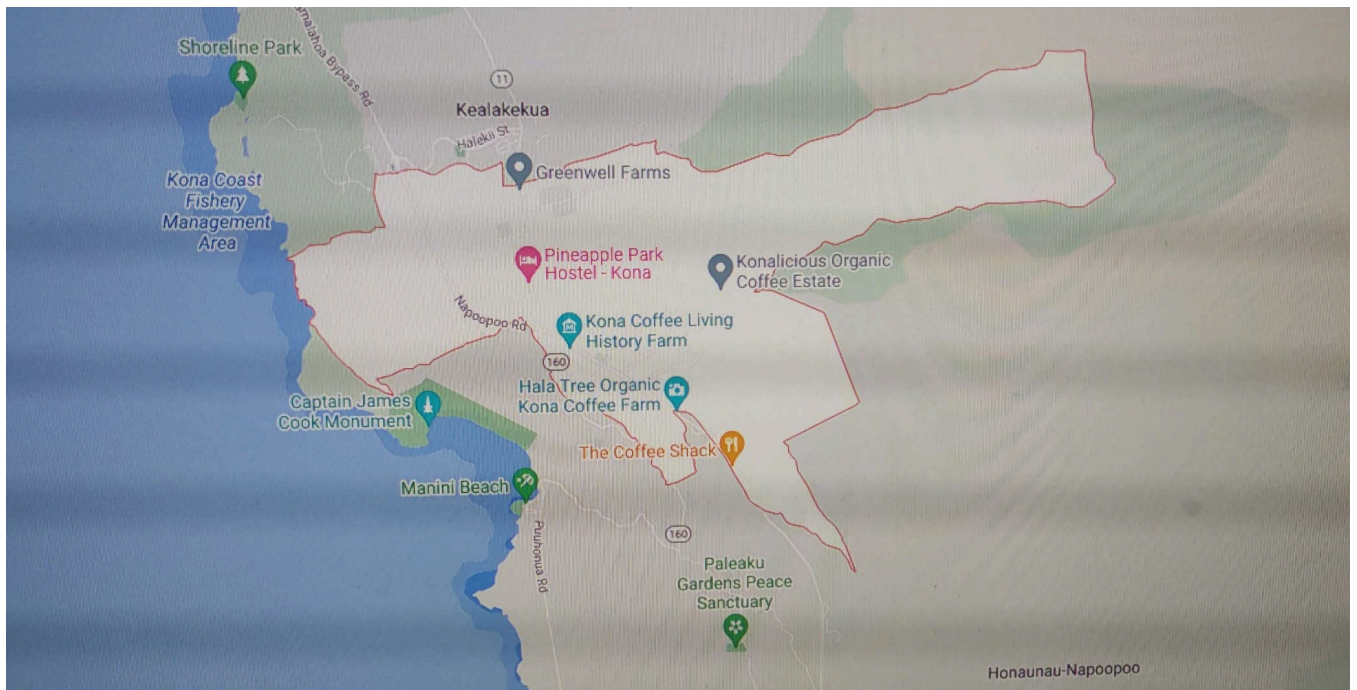 Shoreline Park
malahoa Bypass Rd
11
Kealakekua
Halekii St
Greenwell Farms
Kona Coast
Fishery
Management
Area
Pineapple Park
Hostel - Kona
Konalicious Organic
Coffee Estate
Napoopoo Rd
Kona Coffee Living
History Farm
160
Hala Tree Organic
Kona Coffee Farm
Captain James
Cook Monument
The Coffee Shack
Manini Beach
Puuhonua Rd
160
Paleaku
Gardens Peace
Sanctuary
Honaunau-Napoopoo